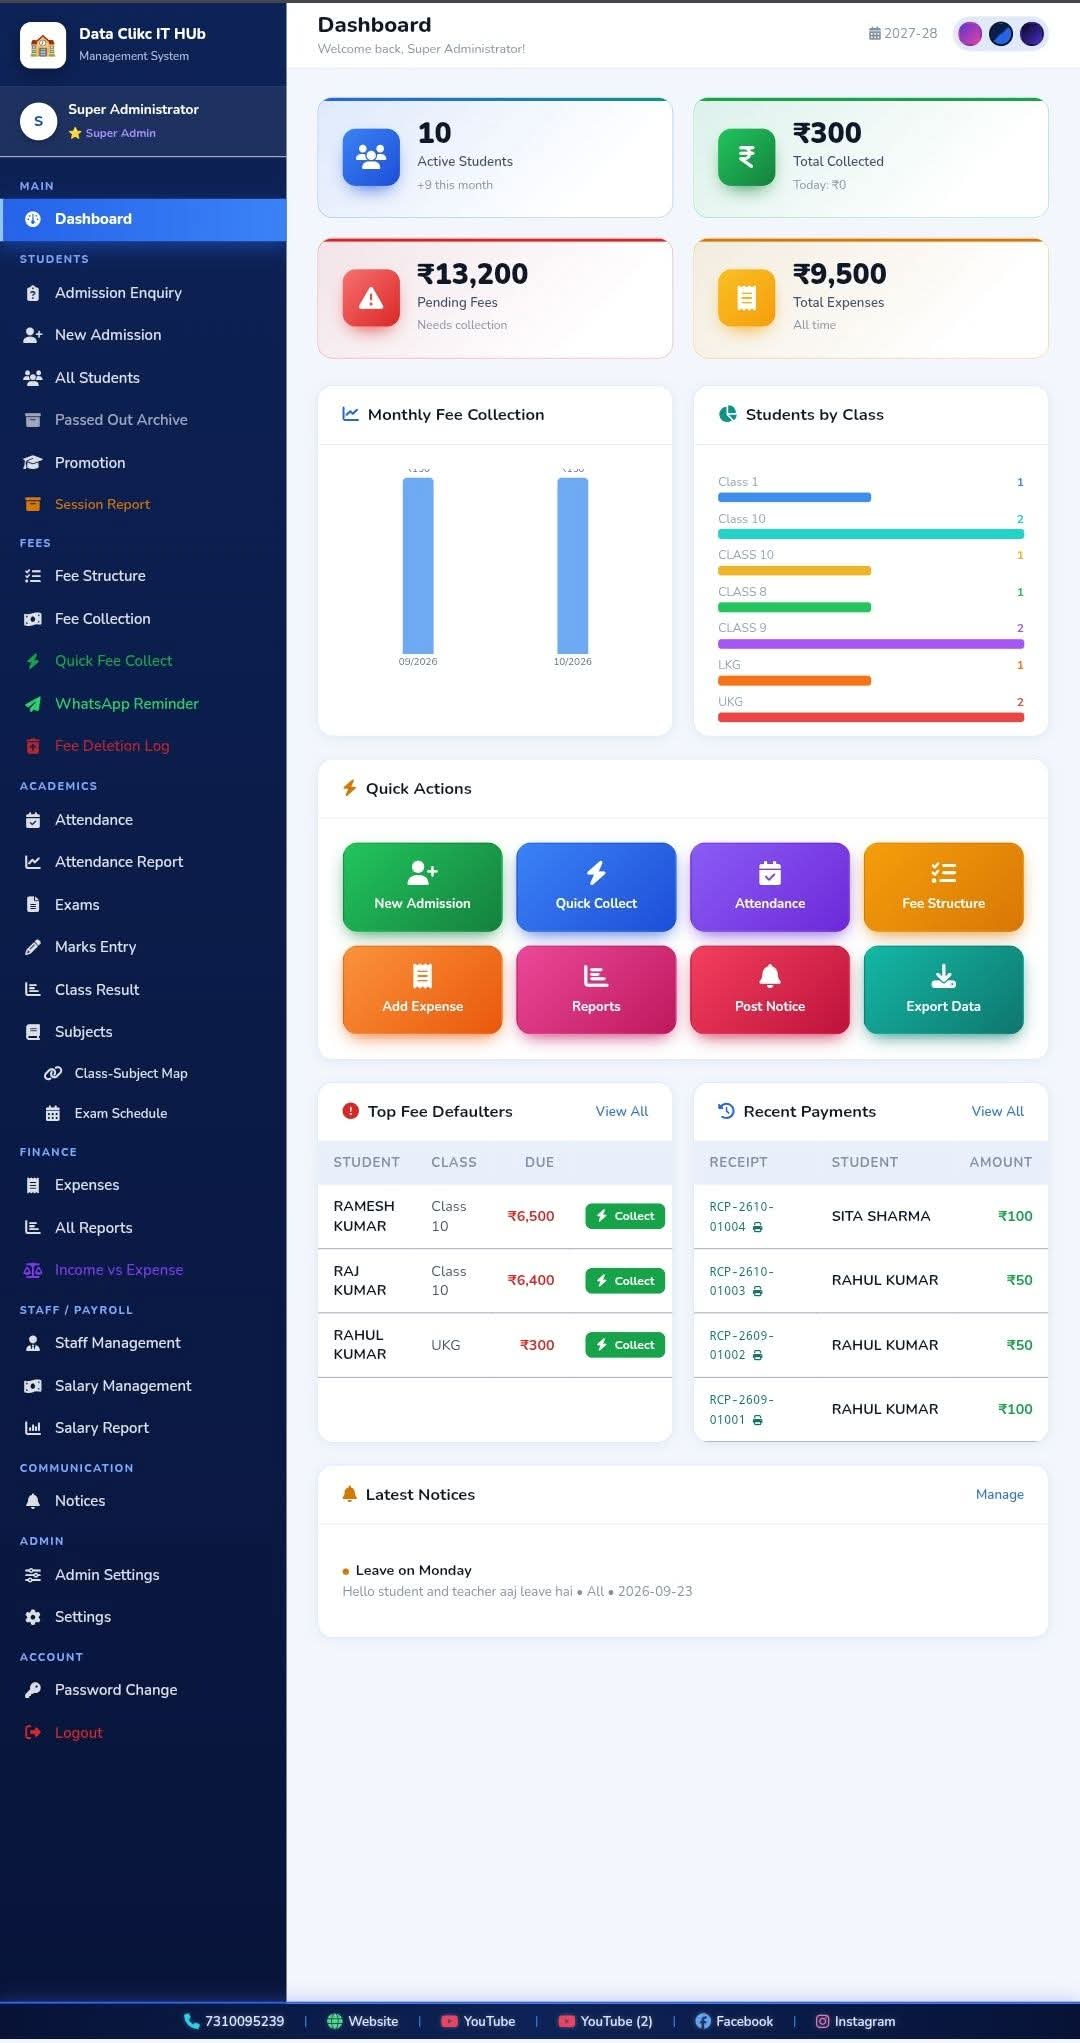 Data Clikc IT HUb
Management System
S
Super Administrator
Super Admin
MAIN
Dashboard
STUDENTS
Admission Enquiry
New Admission
All Students
Passed Out Archive
Promotion
Session Report
FEES
Fee Structure
Fee Collection
Quick Fee Collect
WhatsApp Reminder
Fee Deletion Log
ACADEMICS
Attendance
Attendance Report
Exams
Marks Entry
Class Result
Subjects
Class-Subject Map
Exam Schedule
FINANCE
Expenses
All Reports
Income vs Expense
STAFF / PAYROLL
Staff Management
Salary Management
Salary Report
COMMUNICATION
Notices
ADMIN
Admin Settings
Settings
ACCOUNT
Password Change
Logout
Dashboard
Welcome back, Super Administrator!
2027-28
10
Active Students
+9 this month
₹300
Total Collected
Today: ₹0
₹13,200
Pending Fees
Needs collection
₹9,500
Total Expenses
All time
Monthly Fee Collection
09/2026 10/2026
Students by Class
Class 1 1
Class 10 2
CLASS 10 1
CLASS 8 1
CLASS 9 2
LKG 1
UKG 2
Quick Actions
New Admission
Quick Collect
Attendance
Fee Structure
Add Expense
Reports
Post Notice
Export Data
Top Fee Defaulters View All
STUDENT CLASS DUE
RAMESH KUMAR Class 10 ₹6,500 Collect
RAJ KUMAR Class 10 ₹6,400 Collect
RAHUL KUMAR UKG ₹300 Collect
Recent Payments View All
RECEIPT STUDENT AMOUNT
RCP-2610-01004 SITA SHARMA ₹100
RCP-2610-01003 RAHUL KUMAR ₹50
RCP-2609-01002 RAHUL KUMAR ₹50
RCP-2609-01001 RAHUL KUMAR ₹100
Latest Notices Manage
Leave on Monday
Hello student and teacher aaj leave hai • All • 2026-09-23
7310095239 | Website | YouTube | YouTube (2) | Facebook | Instagram